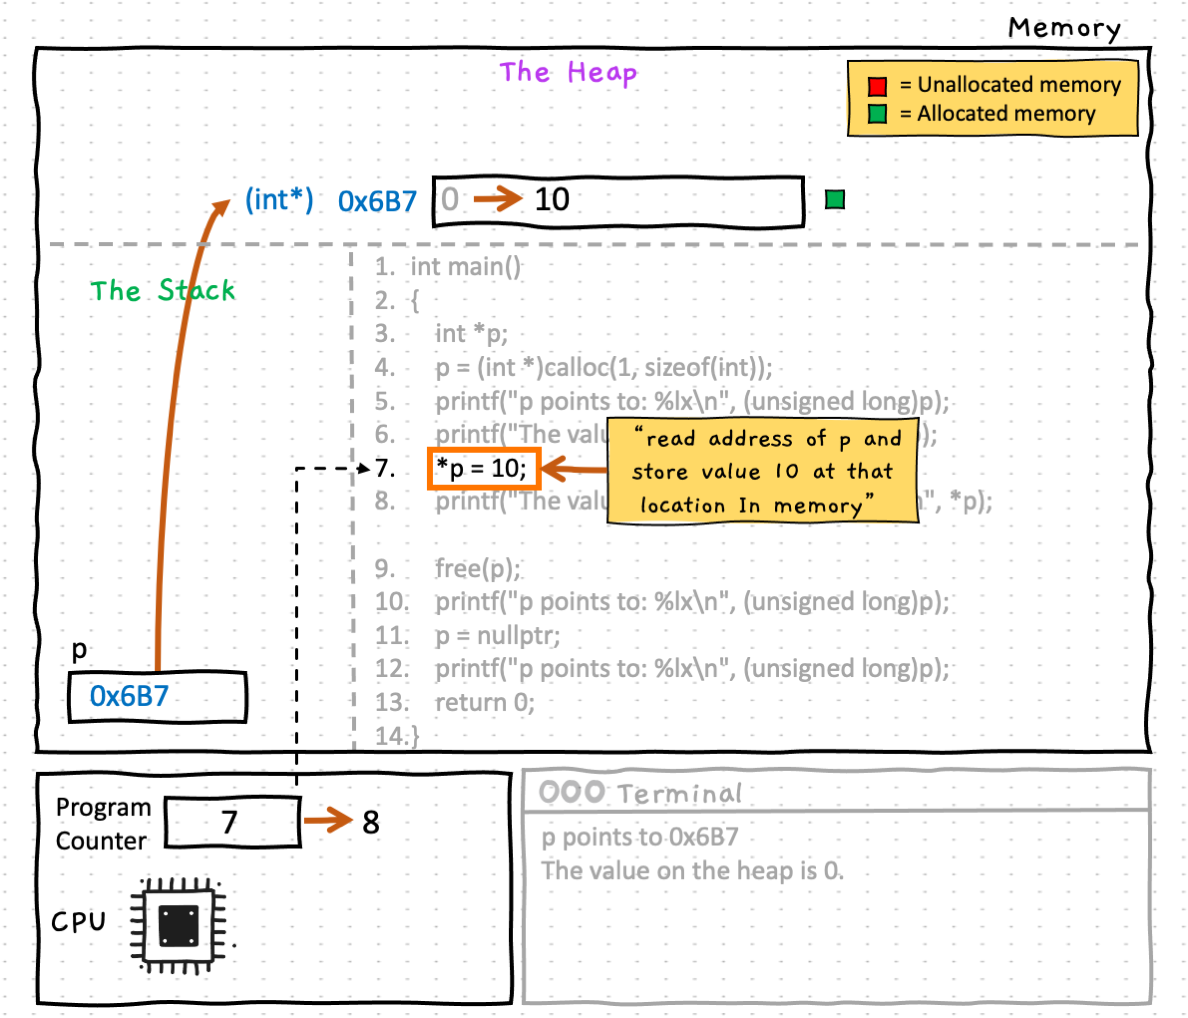 Memory
The Heap
= Unallocated memory
= Allocated memory
(int*) 0x6B7 0 10
The Stack
1. int main()
2. {
3. int *p;
4. p = (int *)calloc(1, sizeof(int));
5. printf("p points to: %lx\n", (unsigned long)p);
6. printf("The valu );
7. *p = 10;
8. printf("The valu n", *p);
“read address of p and
store value 10 at that
location In memory”
9. free(p);
10. printf("p points to: %lx\n", (unsigned long)p);
11. p = nullptr;
12. printf("p points to: %lx\n", (unsigned long)p);
13. return 0;
14.}
p
0x6B7
Program
Counter
7 8
CPU
Terminal
p points to 0x6B7
The value on the heap is 0.